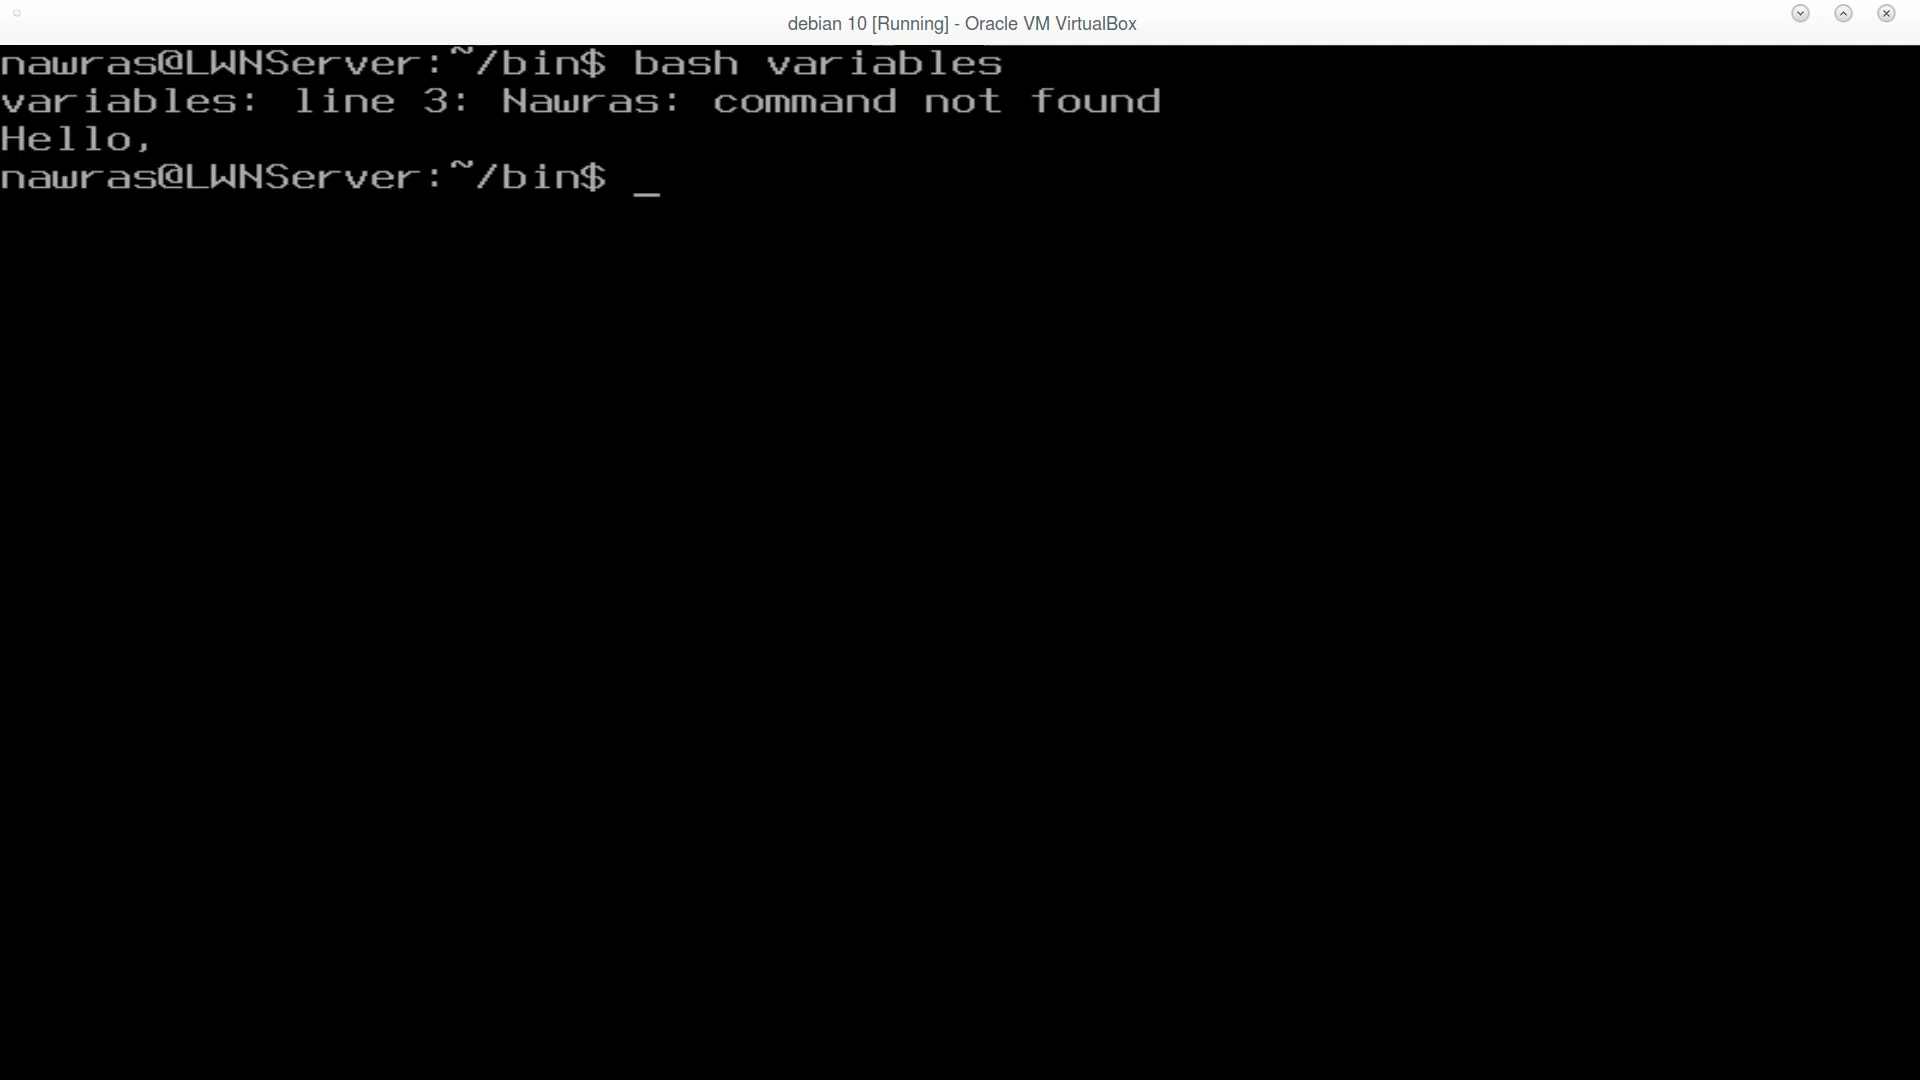 debian 10 [Running] - Oracle VM VirtualBox
nawras@LWNServer:~/bin$ bash variables
variables: line 3: Nawras: command not found
Hello,
nawras@LWNServer:~/bin$ _